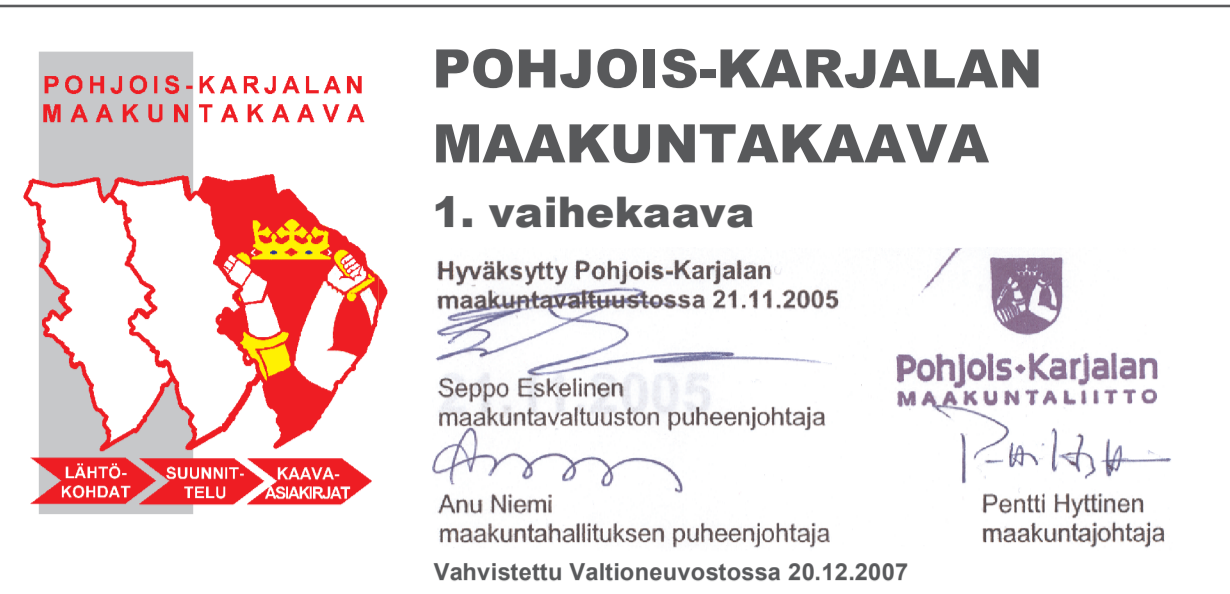 POHJOIS-KARJALAN
MAAKUNTAKAAVA
LÄHTÖ-
KOHDAT
SUUNNIT-
TELU
KAAVA-
ASIAKIRJAT
POHJOIS-KARJALAN
MAAKUNTAKAAVA
1. vaihekaava
Hyväksytty Pohjois-Karjalan
maakuntavaltuustossa 21.11.2005
Seppo Eskelinen
maakuntavaltuuston puheenjohtaja
Anu Niemi
maakuntahallituksen puheenjohtaja
Pohjois-Karjalan
MAAKUNTALIITTO
Pentti Hyttinen
maakuntajohtaja
Vahvistettu Valtioneuvostossa 20.12.2007